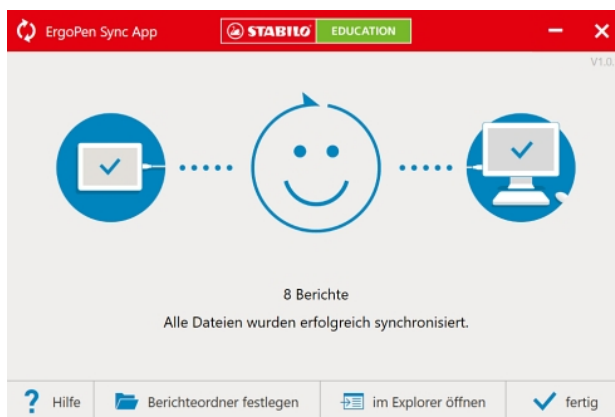 ErgoPen Sync App
STABILO EDUCATION
V1.0.
8 Berichte
Alle Dateien wurden erfolgreich synchronisiert.
? Hilfe
Berichteordner festlegen
im Explorer öffnen
fertig